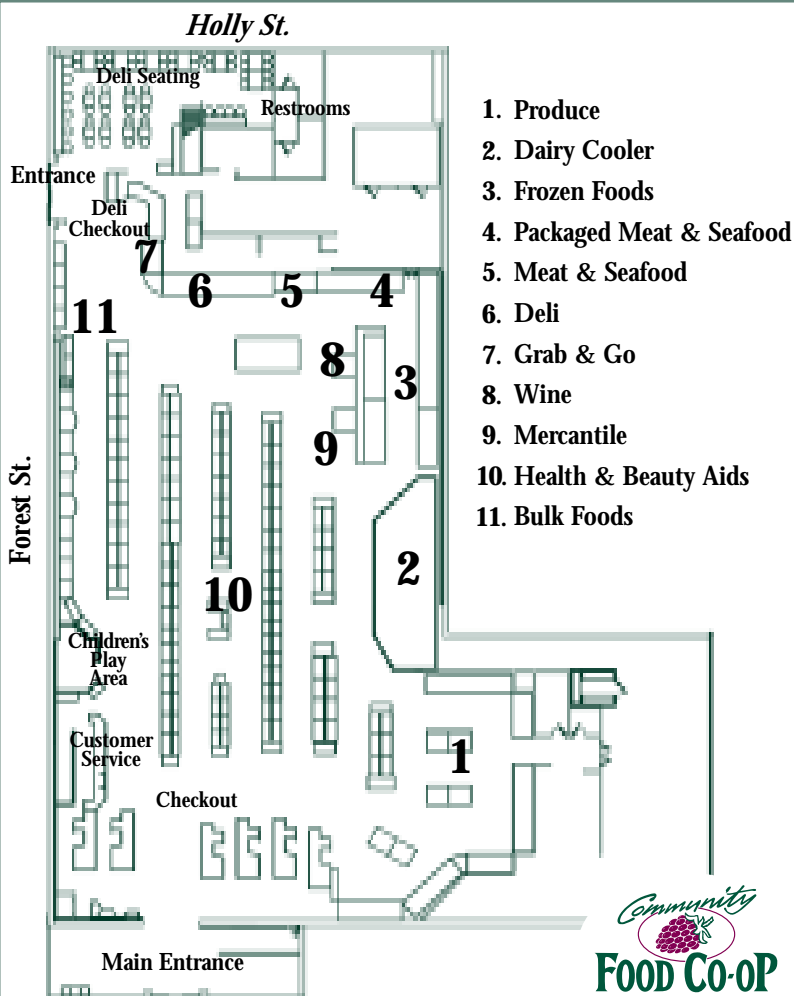 Holly St.
Deli Seating
Restrooms
Entrance
Deli
Checkout
7
6
5
4
11
8
3
9
Forest St.
2
10
Children's
Play
Area
Customer
Service
1
Checkout
Main Entrance
1. Produce
2. Dairy Cooler
3. Frozen Foods
4. Packaged Meat & Seafood
5. Meat & Seafood
6. Deli
7. Grab & Go
8. Wine
9. Mercantile
10. Health & Beauty Aids
11. Bulk Foods
Community
FOOD CO-OP